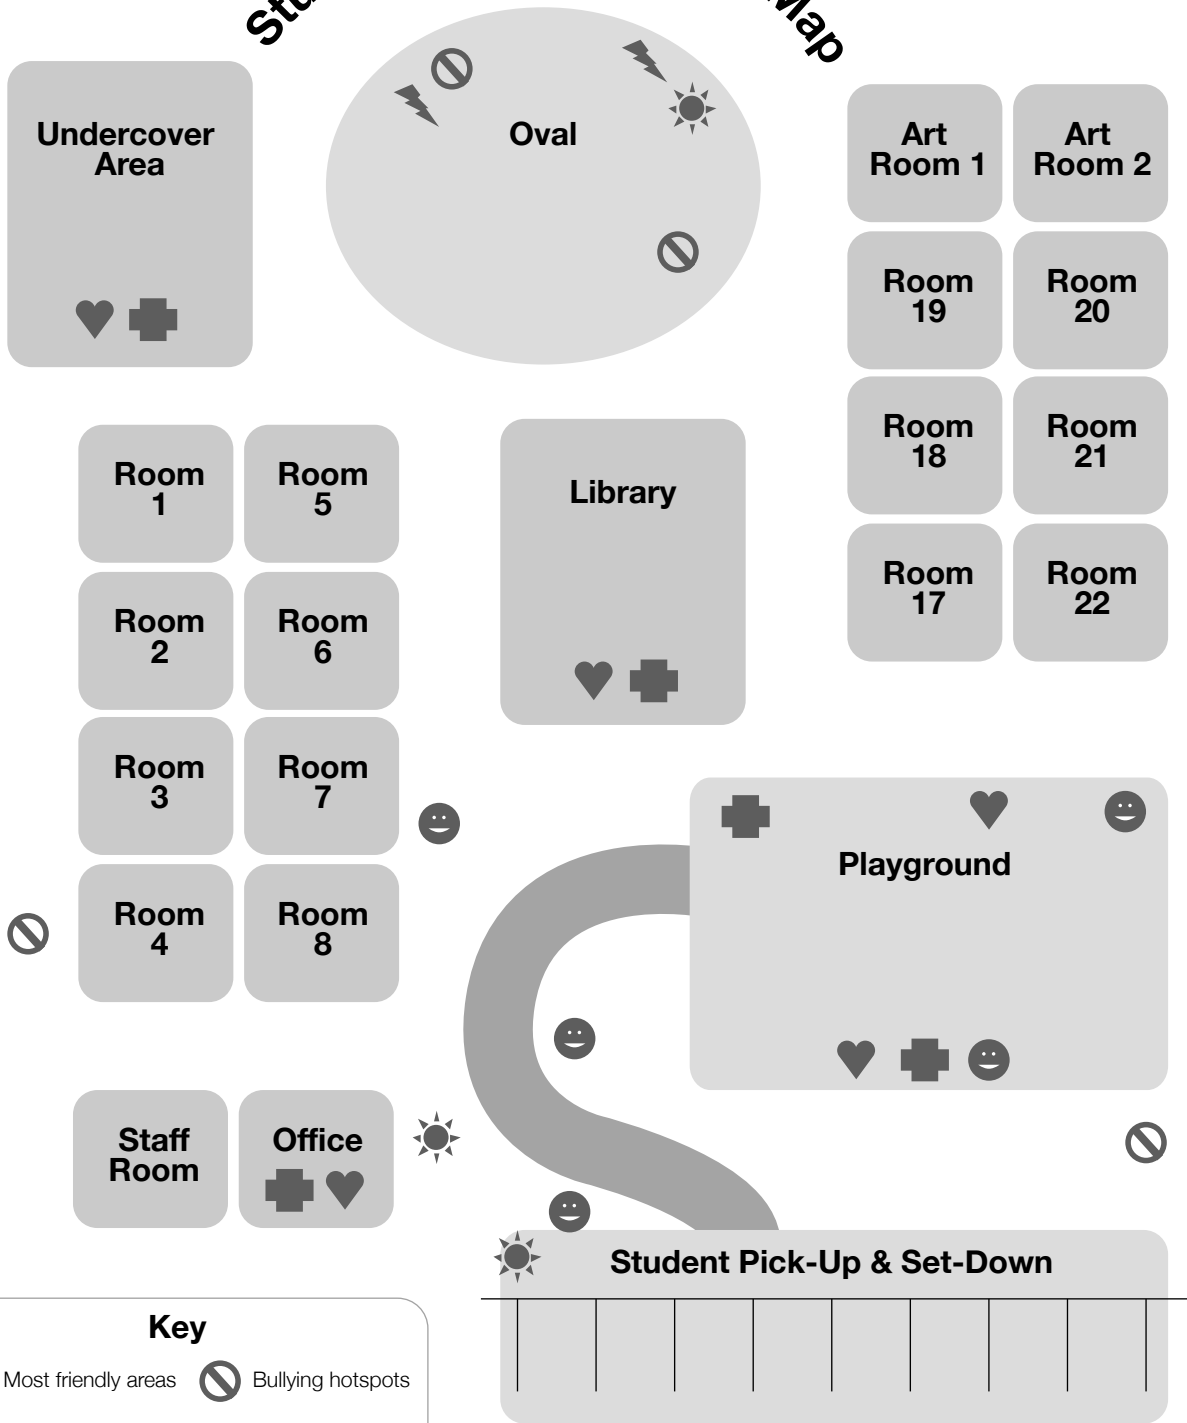 Map
Undercover
Area
Oval
Art
Room 1
Art
Room 2
Room
19
Room
20
Room
18
Room
21
Room
17
Room
22
Room
1
Room
5
Library
Room
2
Room
6
Room
3
Room
7
Room
4
Room
8
Playground
Staff
Room
Office
Student Pick-Up & Set-Down
Key
Most friendly areas
Bullying hotspots